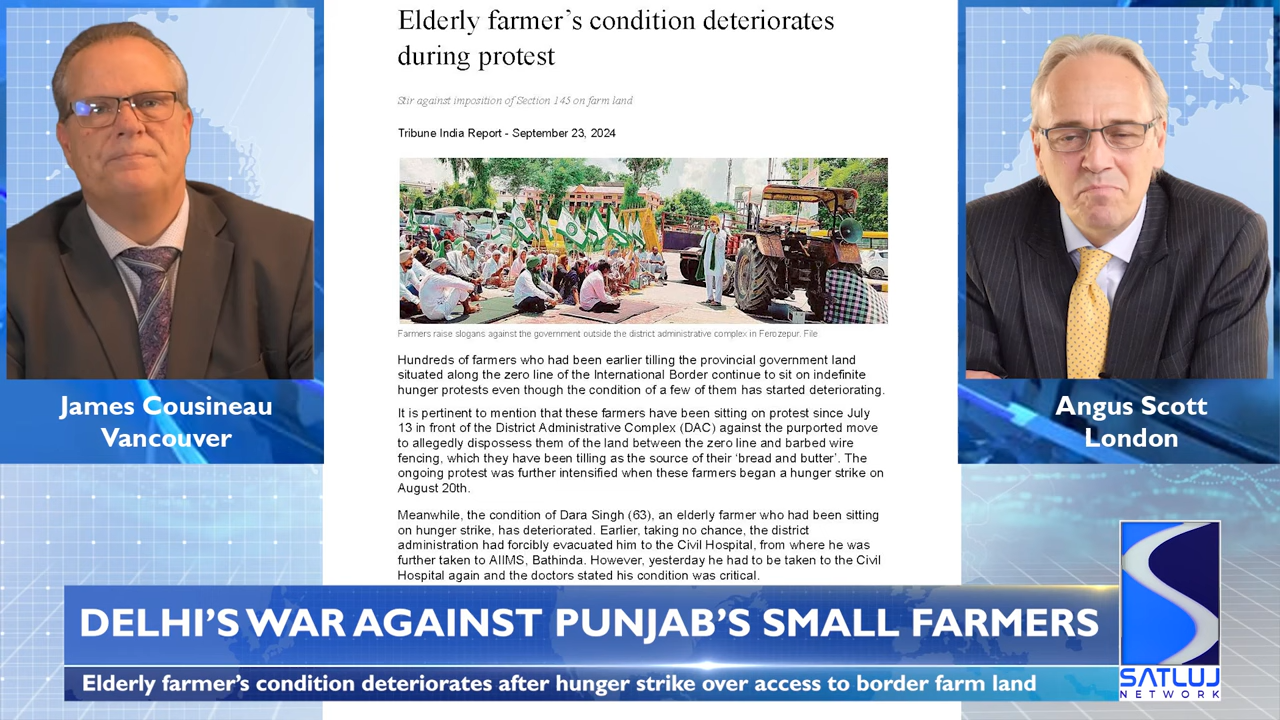 Elderly farmer’s condition deteriorates
during protest
Stir against imposition of Section 145 on farm land
Tribune India Report - September 23, 2024
Farmers raise slogans against the government outside the district administrative complex in Ferozepur. File
Hundreds of farmers who had been earlier tilling the provincial government land
situated along the zero line of the International Border continue to sit on indefinite
hunger protests even though the condition of a few of them has started deteriorating.
It is pertinent to mention that these farmers have been sitting on protest since July
13 in front of the District Administrative Complex (DAC) against the purported move
to allegedly dispossess them of the land between the zero line and barbed wire
fencing, which they have been tilling as the source of their ‘bread and butter’. The
ongoing protest was further intensified when these farmers began a hunger strike on
August 20th.
Meanwhile, the condition of Dara Singh (63), an elderly farmer who had been sitting
on hunger strike, has deteriorated. Earlier, taking no chance, the district
administration had forcibly evacuated him to the Civil Hospital, from where he was
further taken to AIIMS, Bathinda. However, yesterday he had to be taken to the Civil
Hospital again and the doctors stated his condition was critical.
James Cousineau
Vancouver
Angus Scott
London
DELHI’S WAR AGAINST PUNJAB’S SMALL FARMERS
Elderly farmer’s condition deteriorates after hunger strike over access to border farm land
SATLUJ
NETWORK